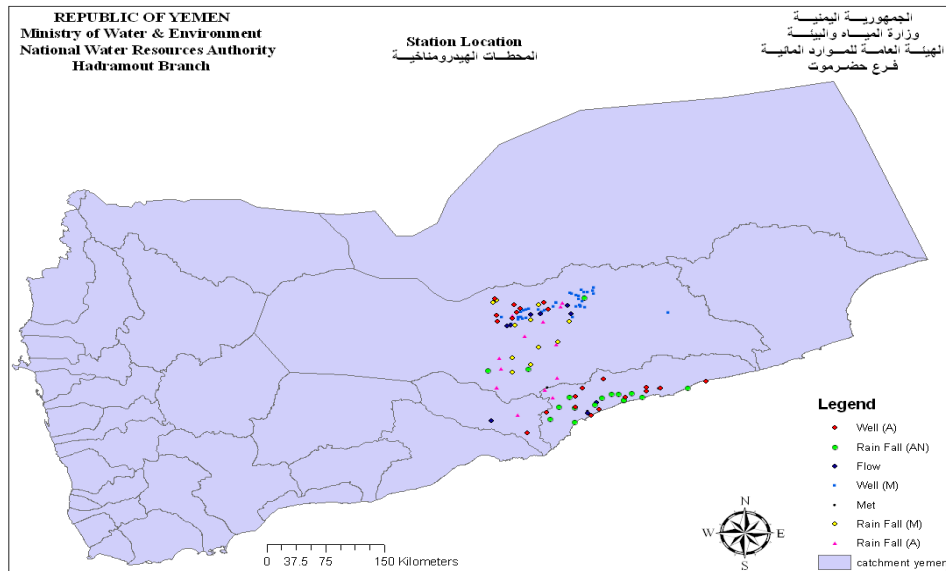 REPUBLIC OF YEMEN
Ministry of Water & Environment
National Water Resources Authority
Hadramout Branch
Station Location
المحطات الهيدرومناخية
الجمهورية اليمنية
وزارة المياه والبيئة
الهيئة العامة للموارد المائية
فرع حضرموت
Legend
Well (A)
Rain Fall (AN)
Flow
Well (M)
Met
Rain Fall (M)
Rain Fall (A)
catchment yemen
N
W E
S
0 37.5 75 150 Kilometers